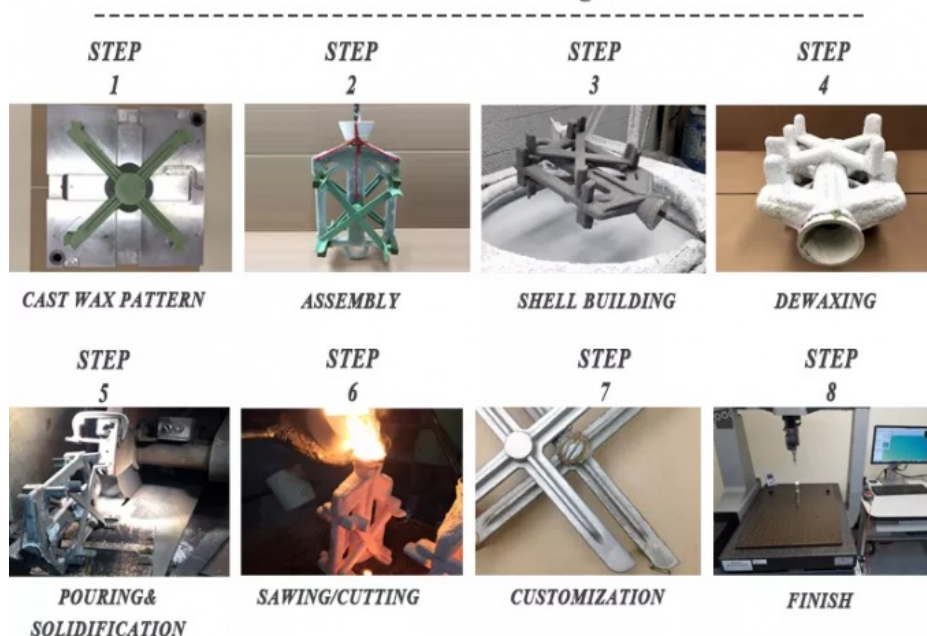 STEP
1
STEP
2
STEP
3
STEP
4
CAST WAX PATTERN
ASSEMBLY
SHELL BUILDING
DEWAXING
STEP
5
STEP
6
STEP
7
STEP
8
POURING&
SOLIDIFICATION
SAWING/CUTTING
CUSTOMIZATION
FINISH